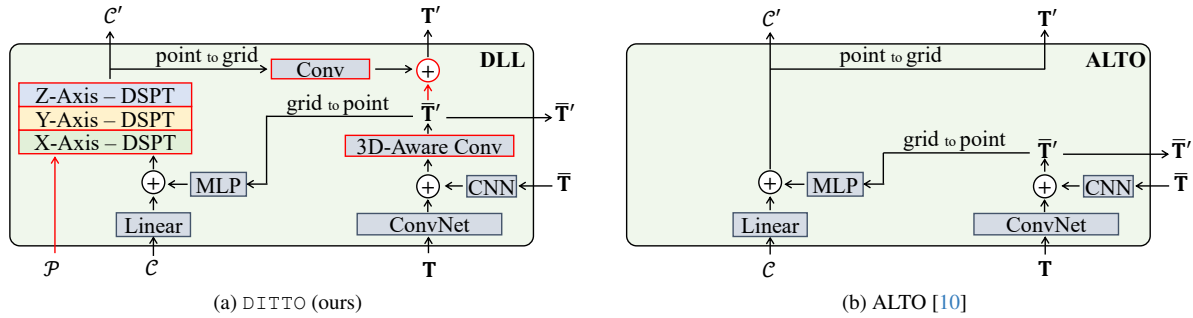 𝒞′
𝐓′
point to grid
DLL
Conv
+
Z-Axis – DSPT
Y-Axis – DSPT
X-Axis – DSPT
grid to point
𝐓̅′
𝐓̅′
3D-Aware Conv
+
MLP
+
CNN
𝐓̅
Linear
ConvNet
𝒫
𝒞
𝐓
(a) DITTO (ours)
𝒞′
𝐓′
point to grid
ALTO
grid to point
𝐓̅′
𝐓̅′
+
MLP
+
CNN
𝐓̅
Linear
ConvNet
𝒞
𝐓
(b) ALTO [10]